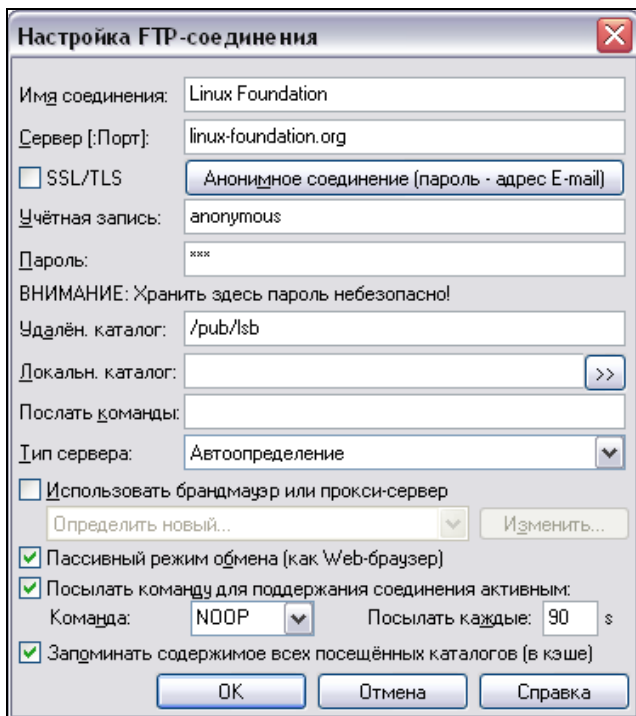 Настройка FTP-соединения
Имя соединения: Linux Foundation
Сервер [:Порт]: linux-foundation.org
SSL/TLS Анонимное соединение (пароль - адрес E-mail)
Учётная запись: anonymous
Пароль: ***
ВНИМАНИЕ: Хранить здесь пароль небезопасно!
Удалён. каталог: /pub/lsb
Локальн. каталог: >>
Послать команды:
Тип сервера: Автоопределение
Использовать брандмауэр или прокси-сервер
Определить новый... Изменить...
Пассивный режим обмена (как Web-браузер)
Посылать команду для поддержания соединения активным:
Команда: NOOP Посылать каждые: 90 s
Запоминать содержимое всех посещённых каталогов (в кэше)
OK Отмена Справка